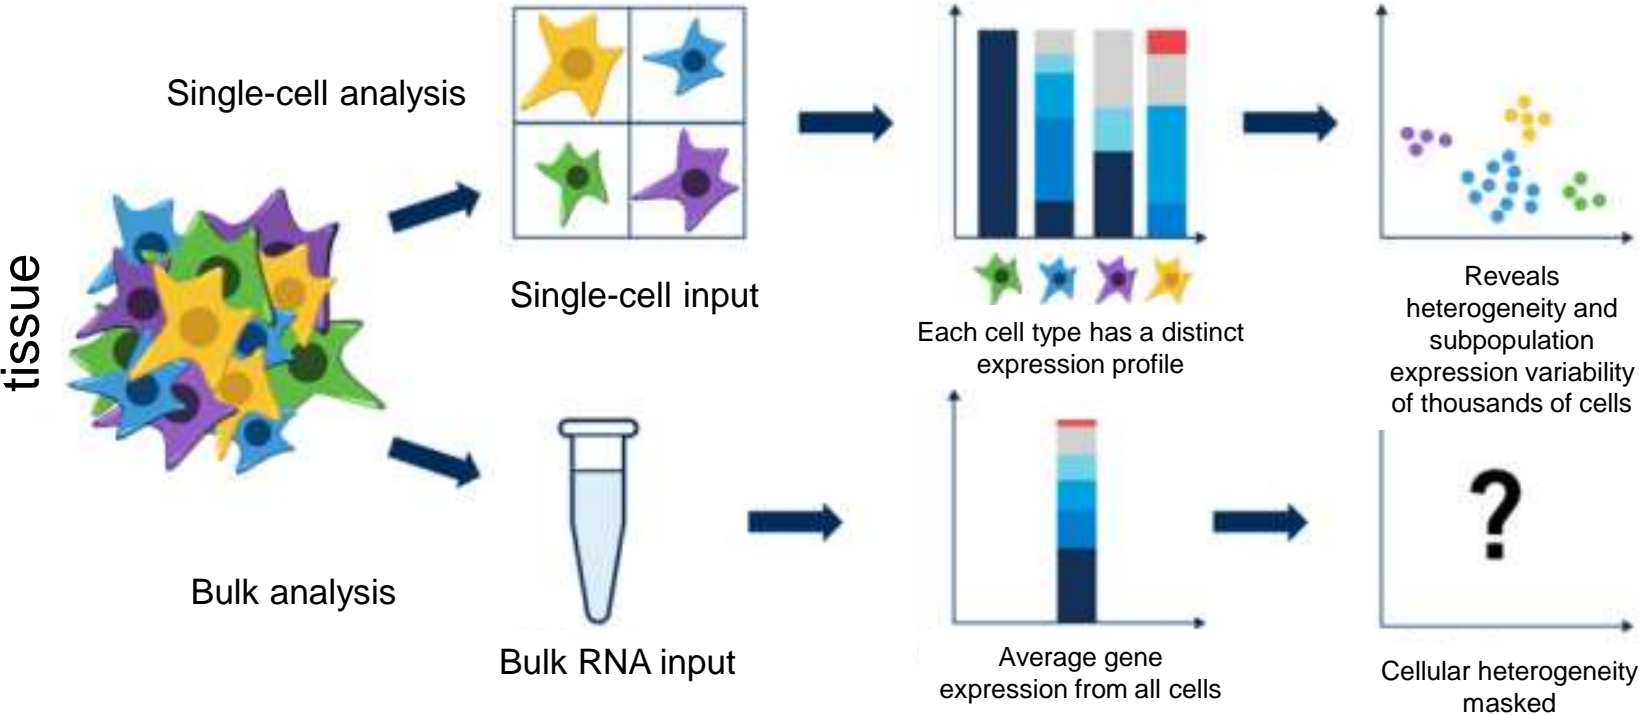 tissue
Single-cell analysis
Single-cell input
Each cell type has a distinct
expression profile
Reveals
heterogeneity and
subpopulation
expression variability
of thousands of cells
Bulk analysis
Bulk RNA input
Average gene
expression from all cells
?
Cellular heterogeneity
masked